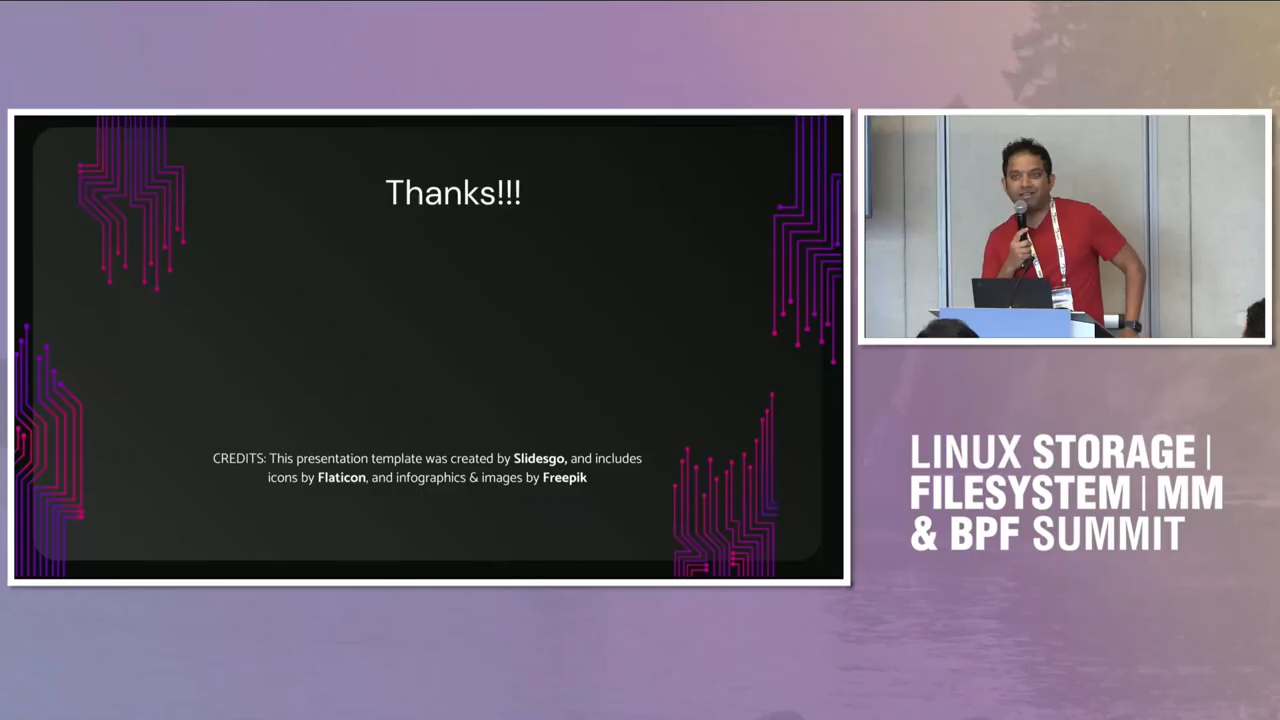 Thanks!!!
CREDITS: This presentation template was created by Slidesgo, and includes
icons by Flaticon, and infographics & images by Freepik
LINUX STORAGE |
FILESYSTEM | MM
& BPF SUMMIT